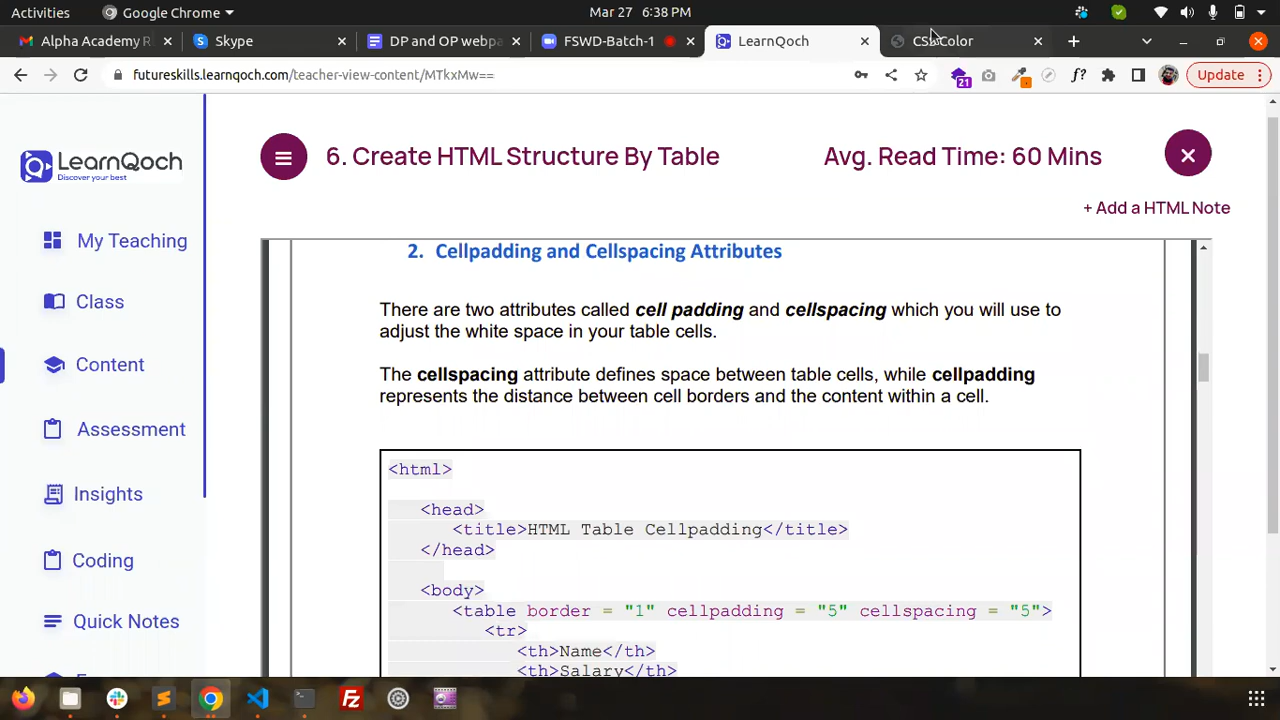 Activities
Google Chrome
Mar 27 6:38 PM
Alpha Academy R
Skype
DP and OP webpa
FSWD-Batch-1
LearnQoch
CSS Color
futureskills.learnqoch.com/teacher-view-content/MTkxMw==
21
f?
Update
LearnQoch
Discover your best
6. Create HTML Structure By Table
Avg. Read Time: 60 Mins
+ Add a HTML Note
My Teaching
Class
Content
Assessment
Insights
Coding
Quick Notes
2. Cellpadding and Cellspacing Attributes
There are two attributes called cell padding and cellspacing which you will use to
adjust the white space in your table cells.
The cellspacing attribute defines space between table cells, while cellpadding
represents the distance between cell borders and the content within a cell.
<html>
<head>
<title>HTML Table Cellpadding</title>
</head>
<body>
<table border = "1" cellpadding = "5" cellspacing = "5">
<tr>
<th>Name</th>
<th>Salary</th>